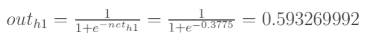 $out_{h1} = \frac{1}{1+e^{-net_{h1}}} = \frac{1}{1+e^{-0.3775}} = 0.593269992$